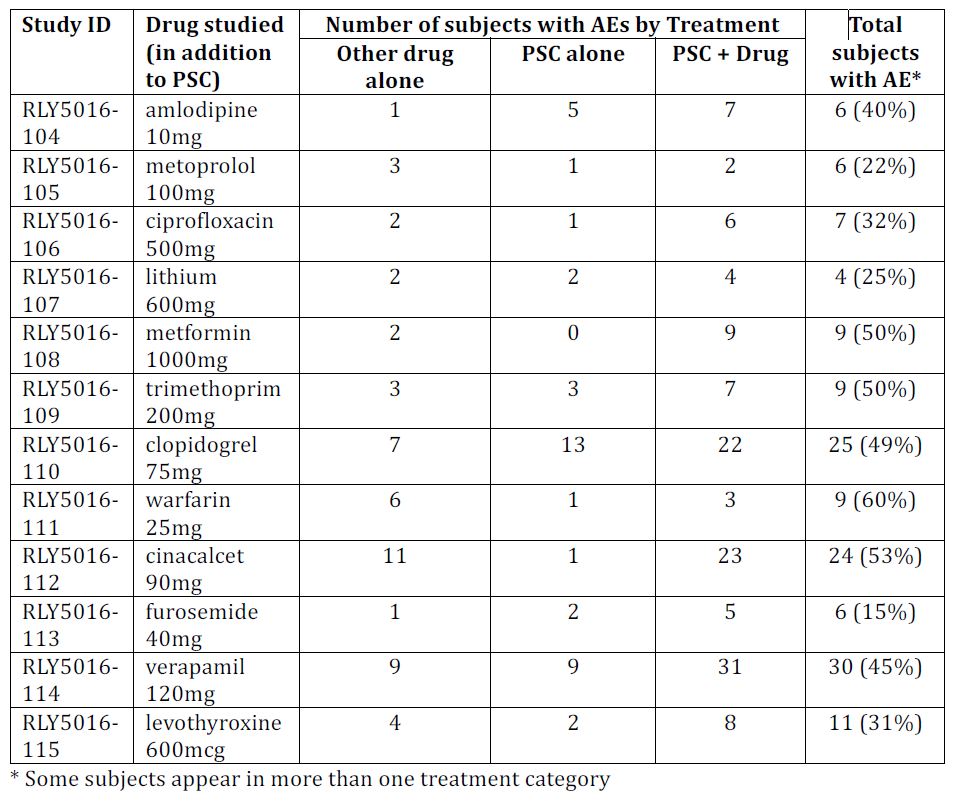 Study ID Drug studied Number of subjects with AEs by Treatment Total
(in addition Other drug PSC alone PSC + Drug subjects
to PSC) alone with AE*
RLY5016- amlodipine 1 5 7 6 (40%)
104 10mg
RLY5016- metoprolol 3 1 2 6 (22%)
105 100mg
RLY5016- ciprofloxacin 2 1 6 7 (32%)
106 500mg
RLY5016- lithium 2 2 4 4 (25%)
107 600mg
RLY5016- metformin 2 0 9 9 (50%)
108 1000mg
RLY5016- trimethoprim 3 3 7 9 (50%)
109 200mg
RLY5016- clopidogrel 7 13 22 25 (49%)
110 75mg
RLY5016- warfarin 6 1 3 9 (60%)
111 25mg
RLY5016- cinacalcet 11 1 23 24 (53%)
112 90mg
RLY5016- furosemide 1 2 5 6 (15%)
113 40mg
RLY5016- verapamil 9 9 31 30 (45%)
114 120mg
RLY5016- levothyroxine 4 2 8 11 (31%)
115 600mcg
* Some subjects appear in more than one treatment category